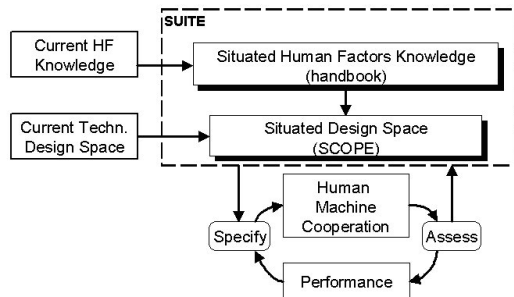 SUITE
Current HF
Knowledge
Situated Human Factors Knowledge
(handbook)
Current Techn.
Design Space
Situated Design Space
(SCOPE)
Human
Machine
Cooperation
Specify
Assess
Performance